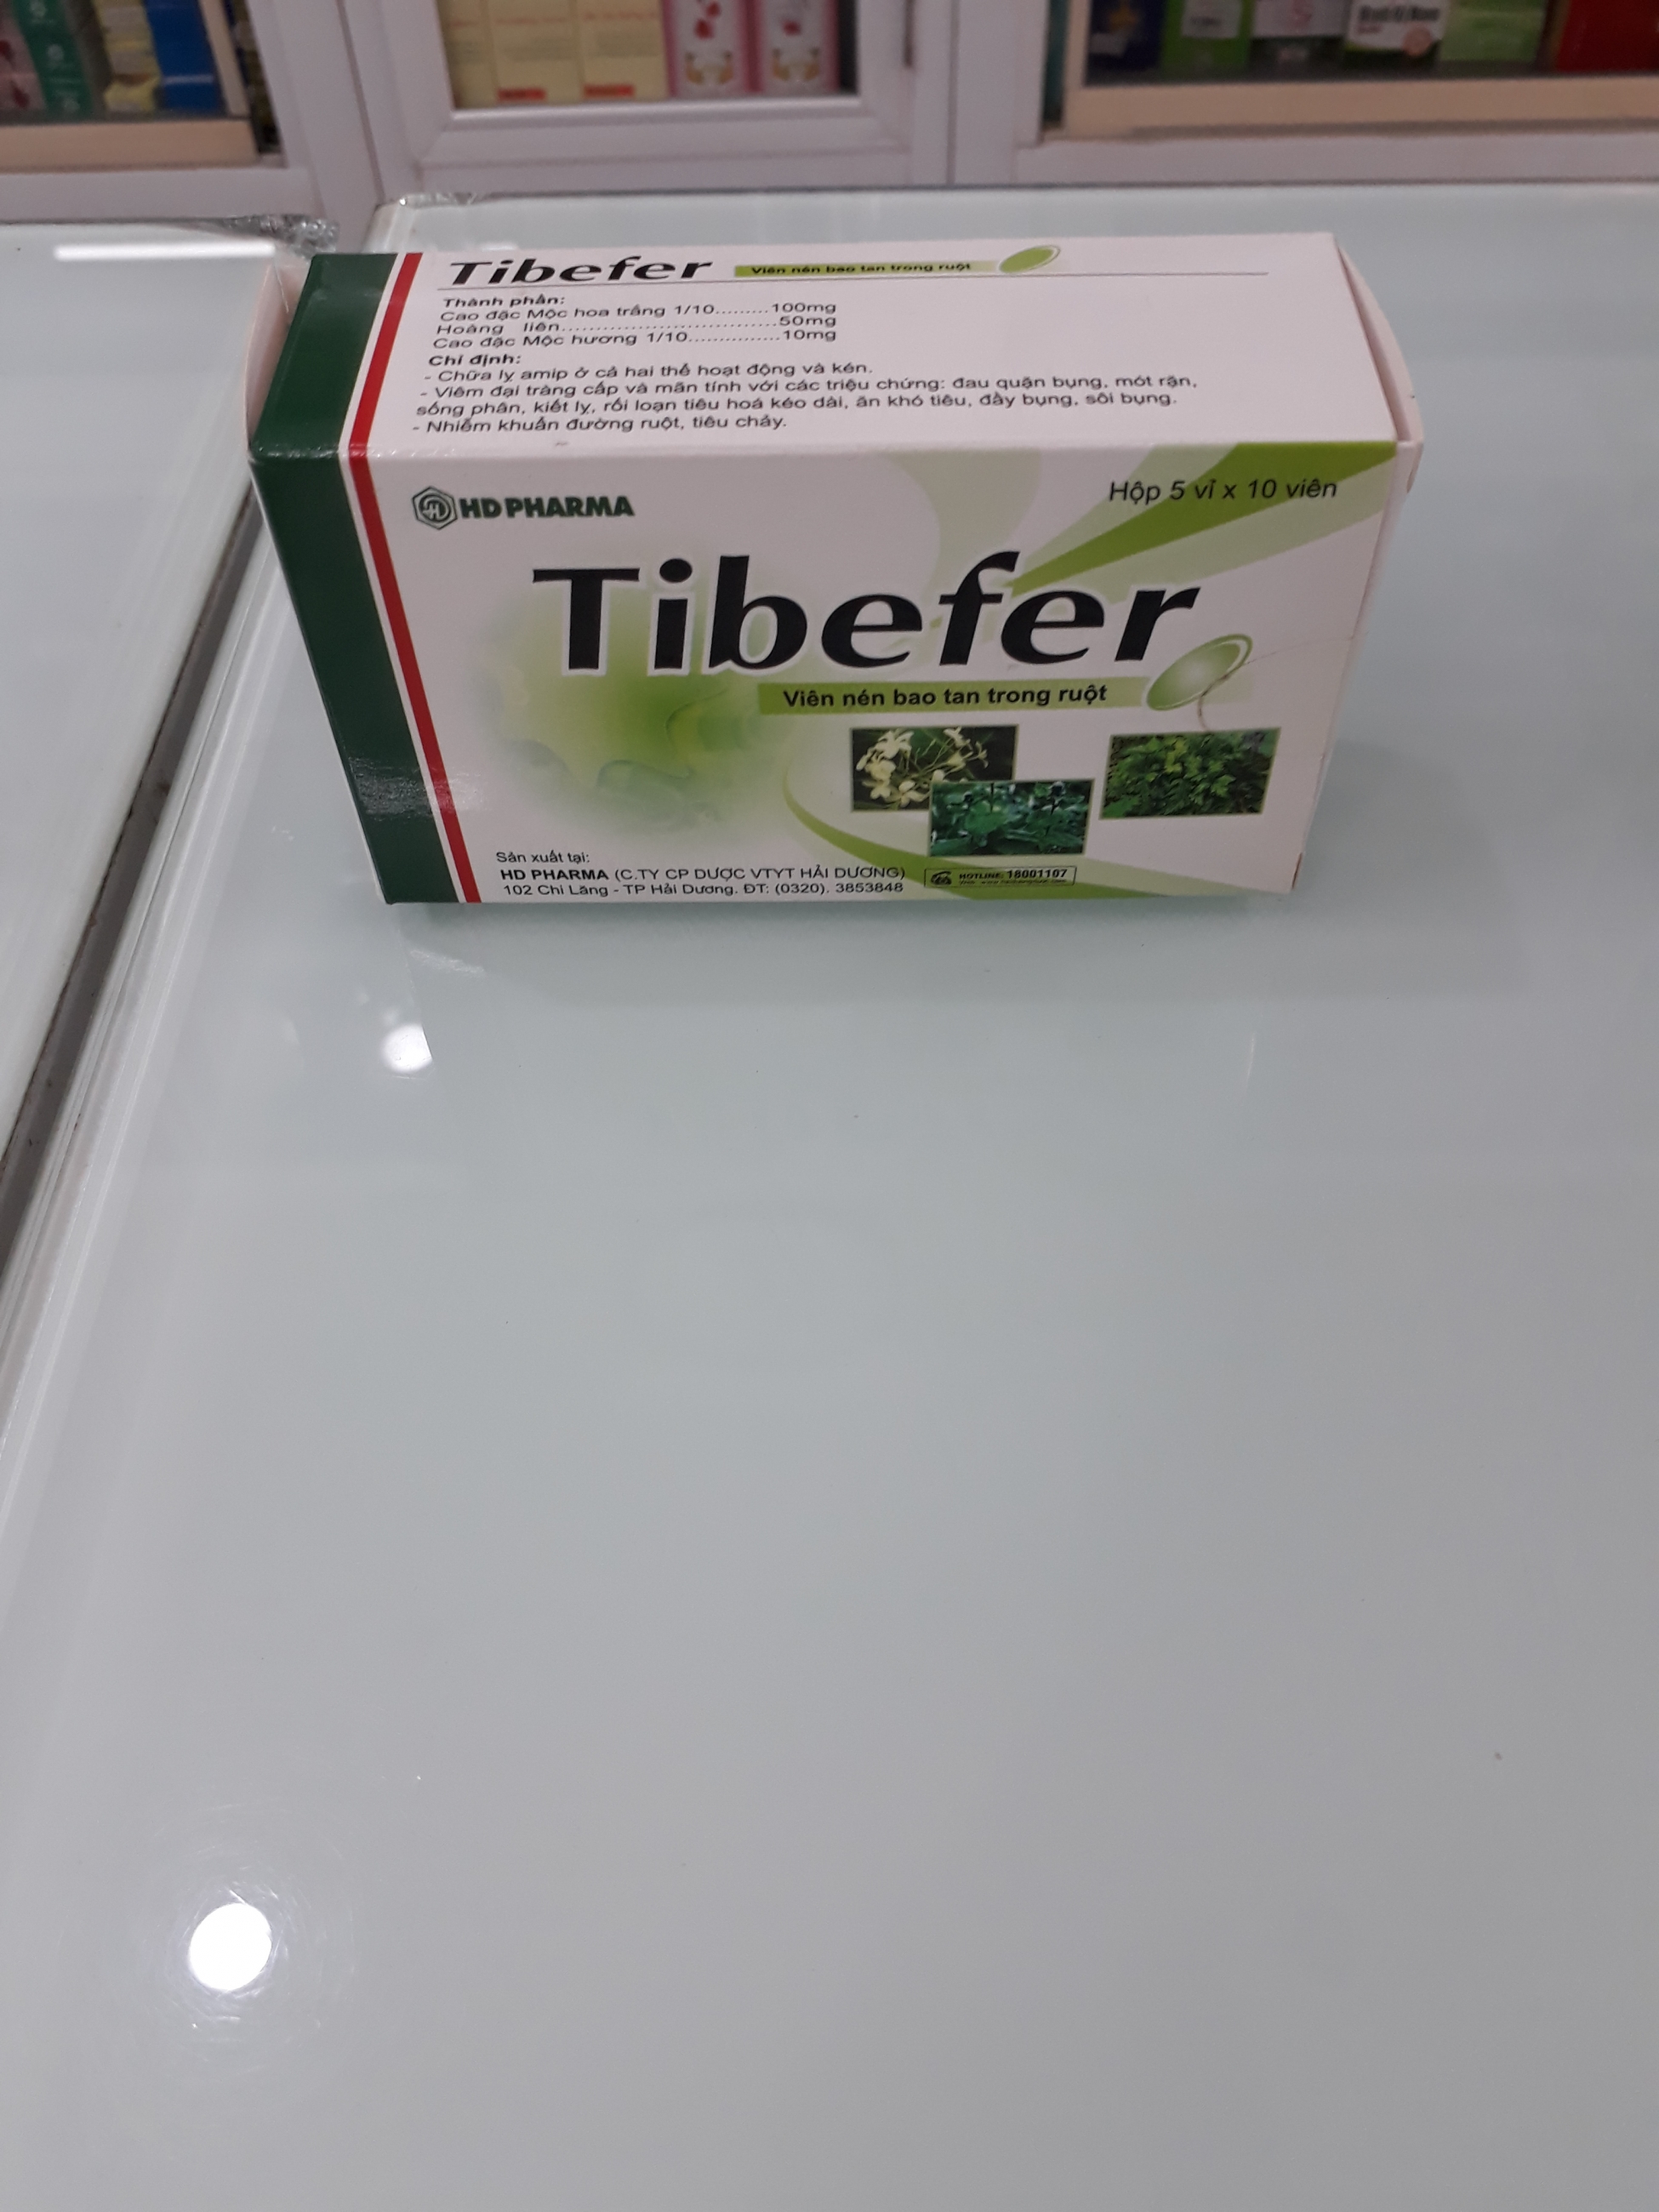 Tibefer
Viên nén bao tan trong ruột
Thành phần:
Cao đặc Mộc hoa trắng 1/10.........100mg
Hoàng liên................................50mg
Cao đặc Mộc hương 1/10...............10mg
Chỉ định:
- Chữa lỵ amip ở cả hai thể hoạt động và kén.
- Viêm đại tràng cấp và mãn tính với các triệu chứng: đau quặn bụng, mót rặn,
sống phân, kiết lỵ, rối loạn tiêu hoá kéo dài, ăn khó tiêu, đầy bụng, sôi bụng.
- Nhiễm khuẩn đường ruột, tiêu chảy.
HD PHARMA
Hộp 5 vỉ x 10 viên
Tibefer
Viên nén bao tan trong ruột
Sản xuất tại:
HD PHARMA (C.TY CP DƯỢC VTYT HẢI DƯƠNG)
102 Chi Lăng - TP Hải Dương. ĐT: (0320). 3853848
HOTLINE: 18001107